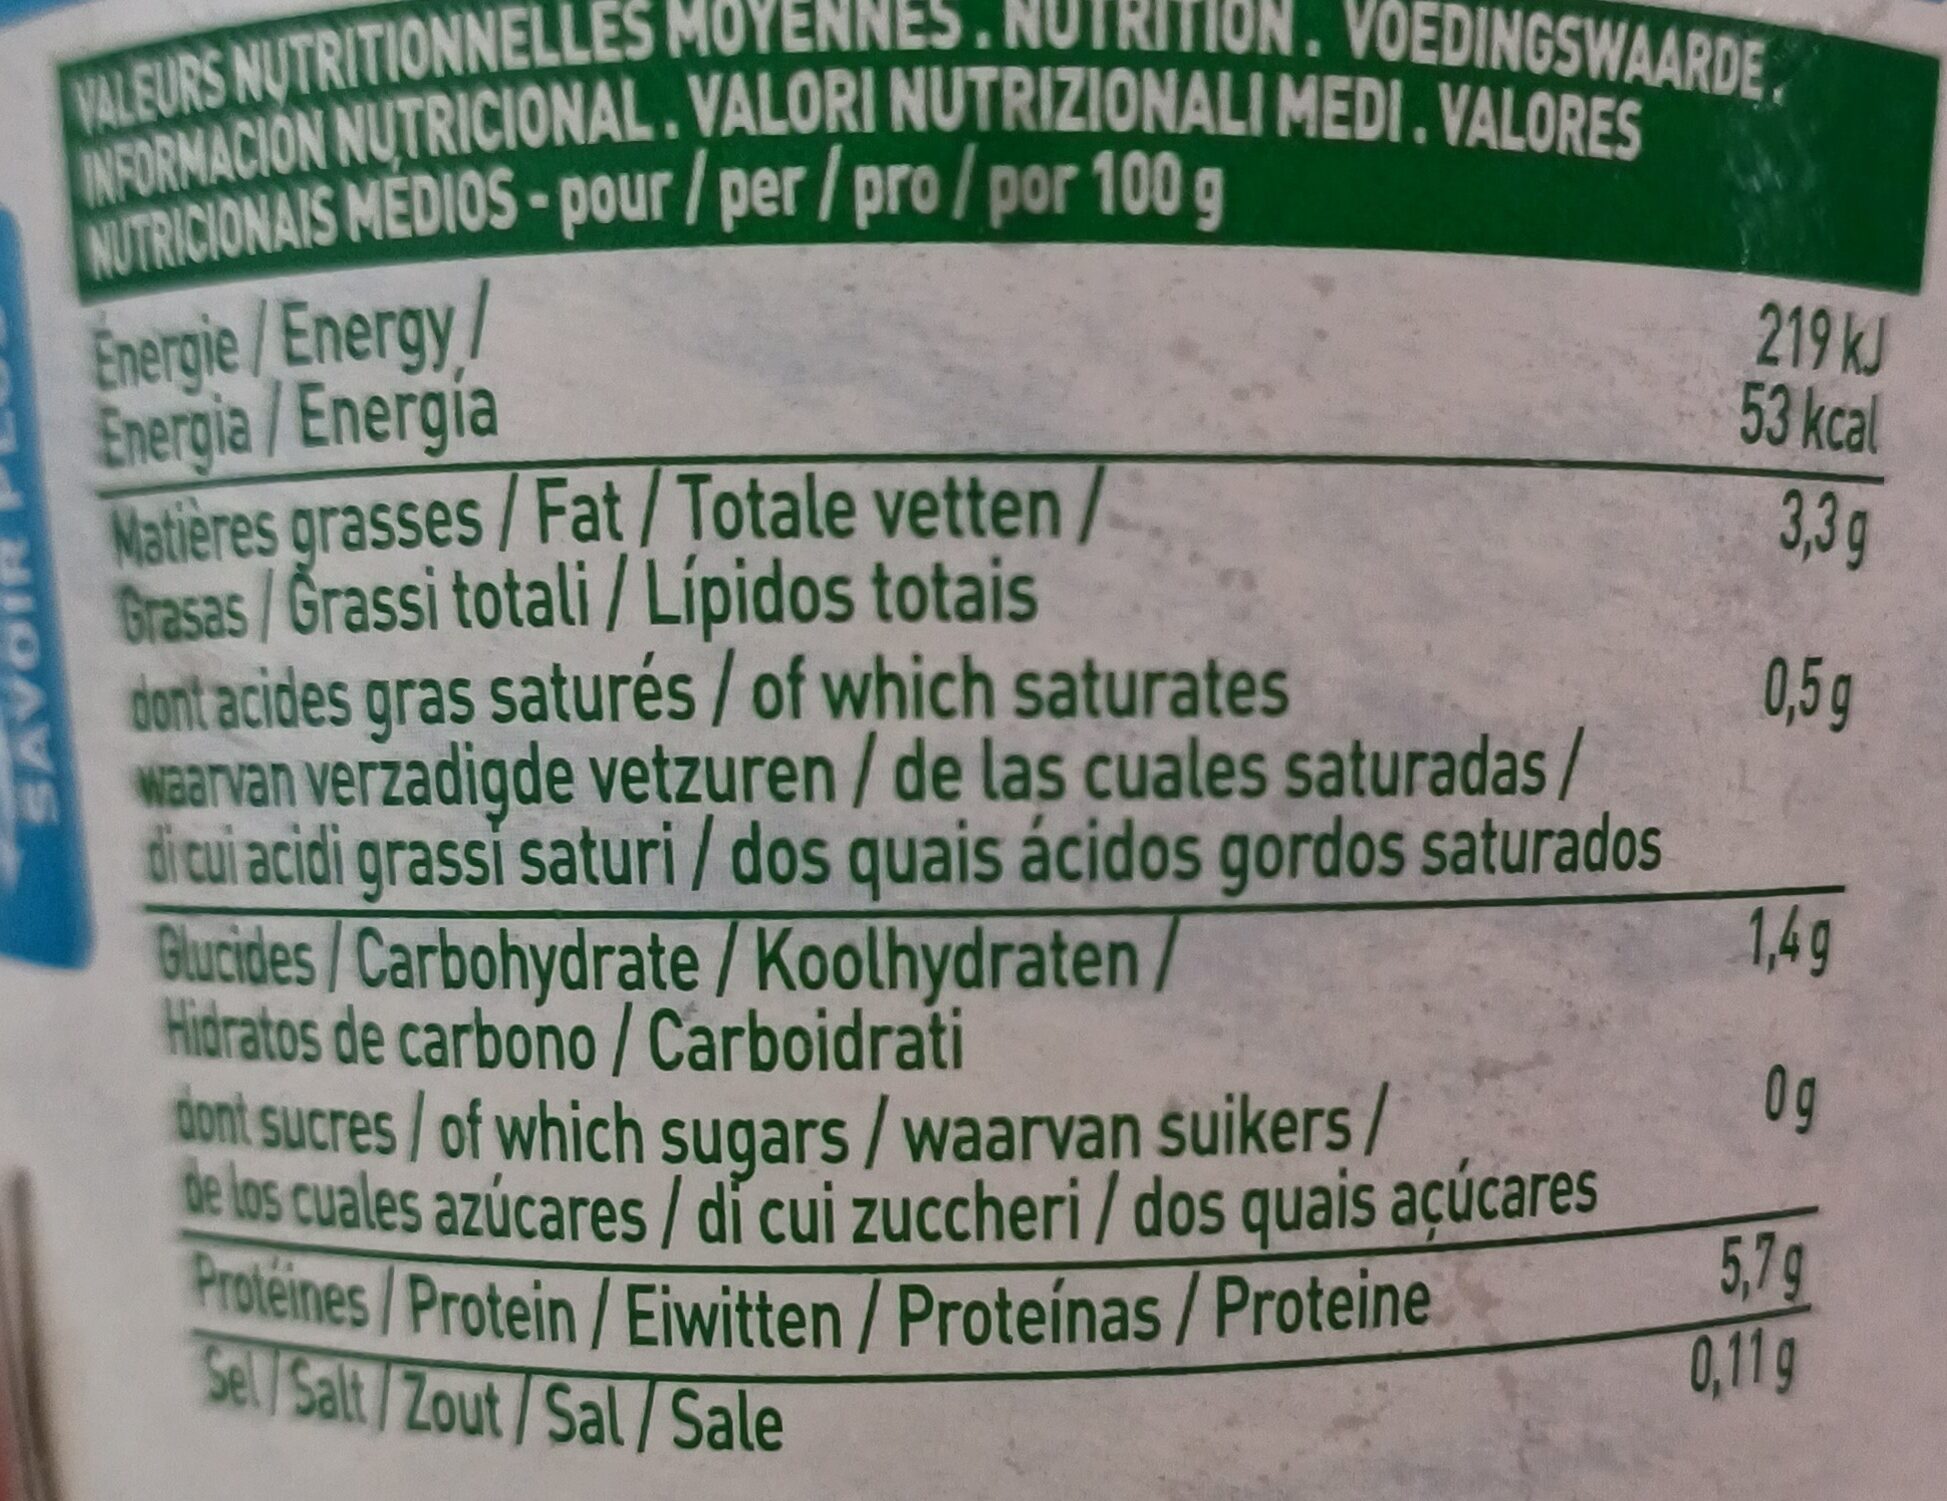 VALEURS NUTRITIONNELLES MOYENNES . NUTRITION . VOEDINGSWAARDE .
INFORMACIÓN NUTRICIONAL . VALORI NUTRIZIONALI MEDI . VALORES
NUTRICIONAIS MÉDIOS - pour / per / pro / por 100 g
Énergie / Energy / 219 kJ
Energia / Energía 53 kcal
Matières grasses / Fat / Totale vetten / 3,3 g
Grasas / Grassi totali / Lípidos totais
dont acides gras saturés / of which saturates 0,5 g
waarvan verzadigde vetzuren / de las cuales saturadas /
di cui acidi grassi saturi / dos quais ácidos gordos saturados
Glucides / Carbohydrate / Koolhydraten / 1,4 g
Hidratos de carbono / Carboidrati
dont sucres / of which sugars / waarvan suikers / 0 g
de los cuales azúcares / di cui zuccheri / dos quais açúcares
Protéines / Protein / Eiwitten / Proteínas / Proteine 5,7 g
Sel / Salt / Zout / Sal / Sale 0,11 g
SAVOIR PLUS